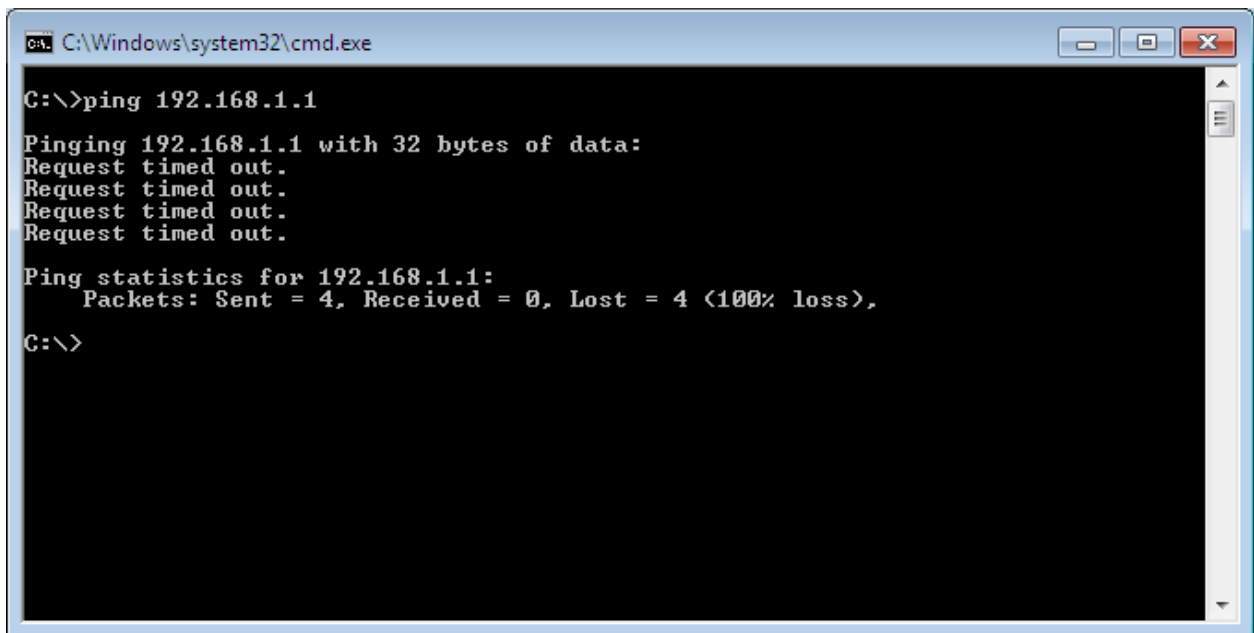 C:\Windows\system32\cmd.exe
C:\>ping 192.168.1.1
Pinging 192.168.1.1 with 32 bytes of data:
Request timed out.
Request timed out.
Request timed out.
Request timed out.
Ping statistics for 192.168.1.1:
    Packets: Sent = 4, Received = 0, Lost = 4 (100% loss),
C:\>